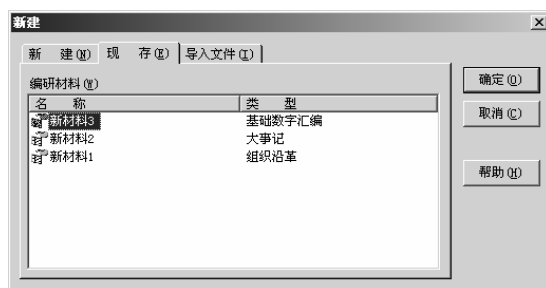 新建
新 建(N) 现 存(E) 导入文件(I)
编研材料(W)
名 称 类 型
新材料3 基础数字汇编
新材料2 大事记
新材料1 组织沿革
确定(O)
取消(C)
帮助(H)